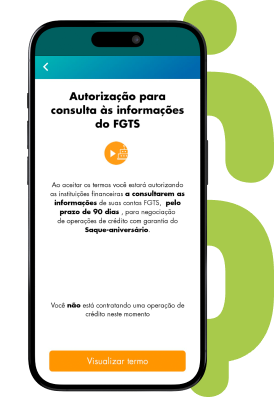 Autorização para
consulta às informações
do FGTS
Ao aceitar os termos você estará autorizando
as instituições financeiras a consultarem as
informações de suas contas FGTS, pelo
prazo de 90 dias , para negociação
de operações de crédito com garantia do
Saque-aniversário.
Você não está contratando uma operação de
crédito neste momento
Visualizar termo